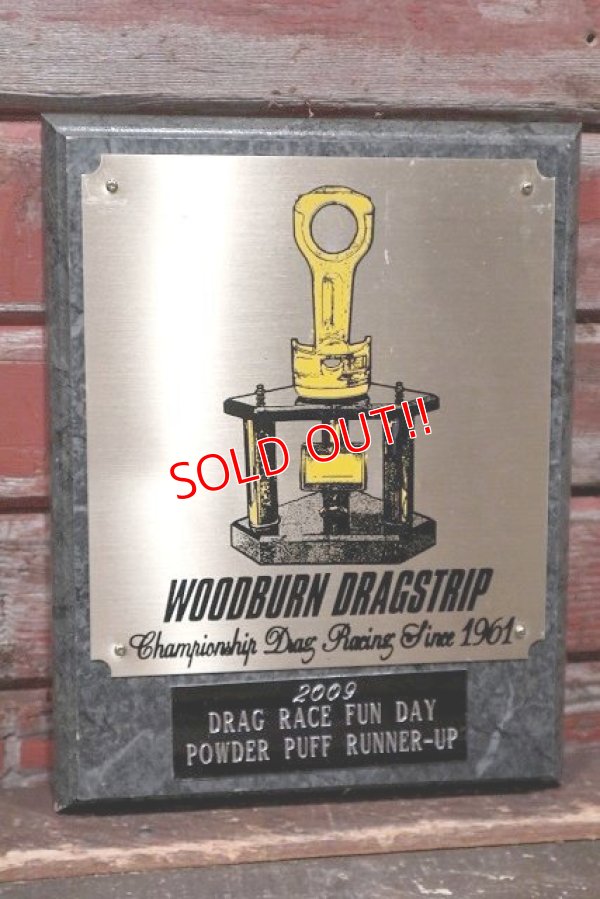 SOLD OUT!!
WOODBURN DRAGSTRIP
Championship Drag Racing Since 1961
2009
DRAG RACE FUN DAY
POWDER PUFF RUNNER-UP